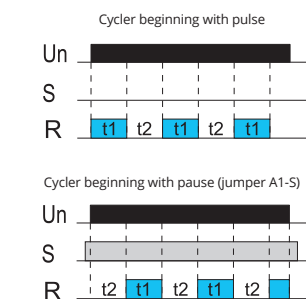 Cycler beginning with pulse
Un
S
R t1 t2 t1 t2 t1
Cycler beginning with pause (jumper A1-S)
Un
S
R t2 t1 t2 t1 t2